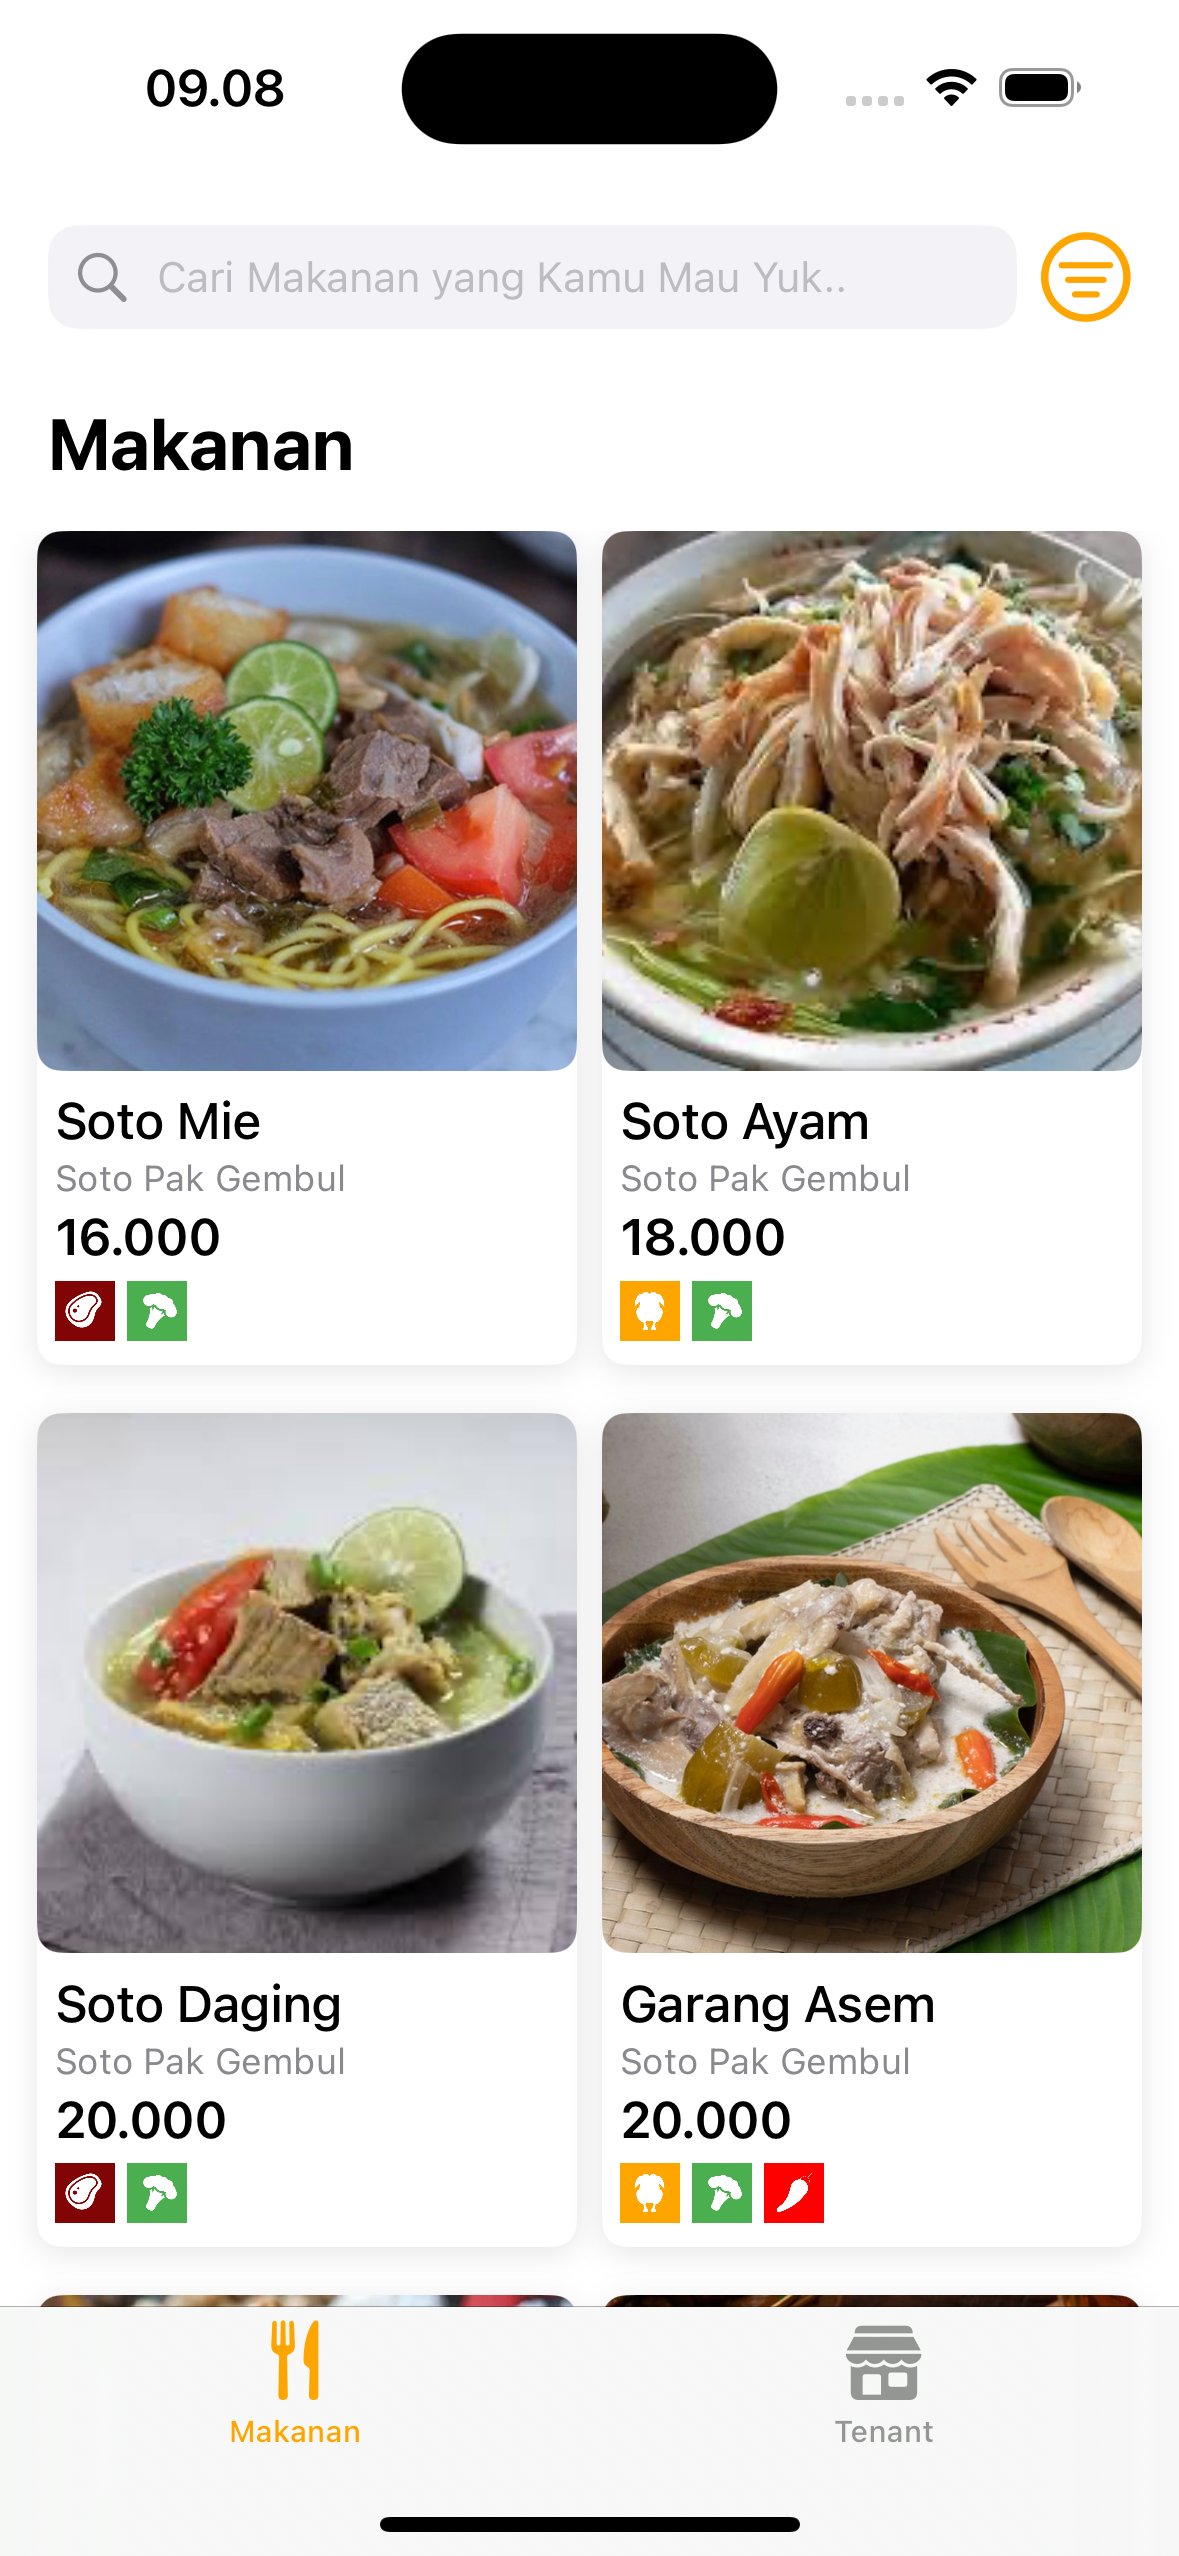 09.08
Cari Makanan yang Kamu Mau Yuk..
Makanan
Soto Mie
Soto Pak Gembul
16.000
Soto Ayam
Soto Pak Gembul
18.000
Soto Daging
Soto Pak Gembul
20.000
Garang Asem
Soto Pak Gembul
20.000
Makanan
Tenant